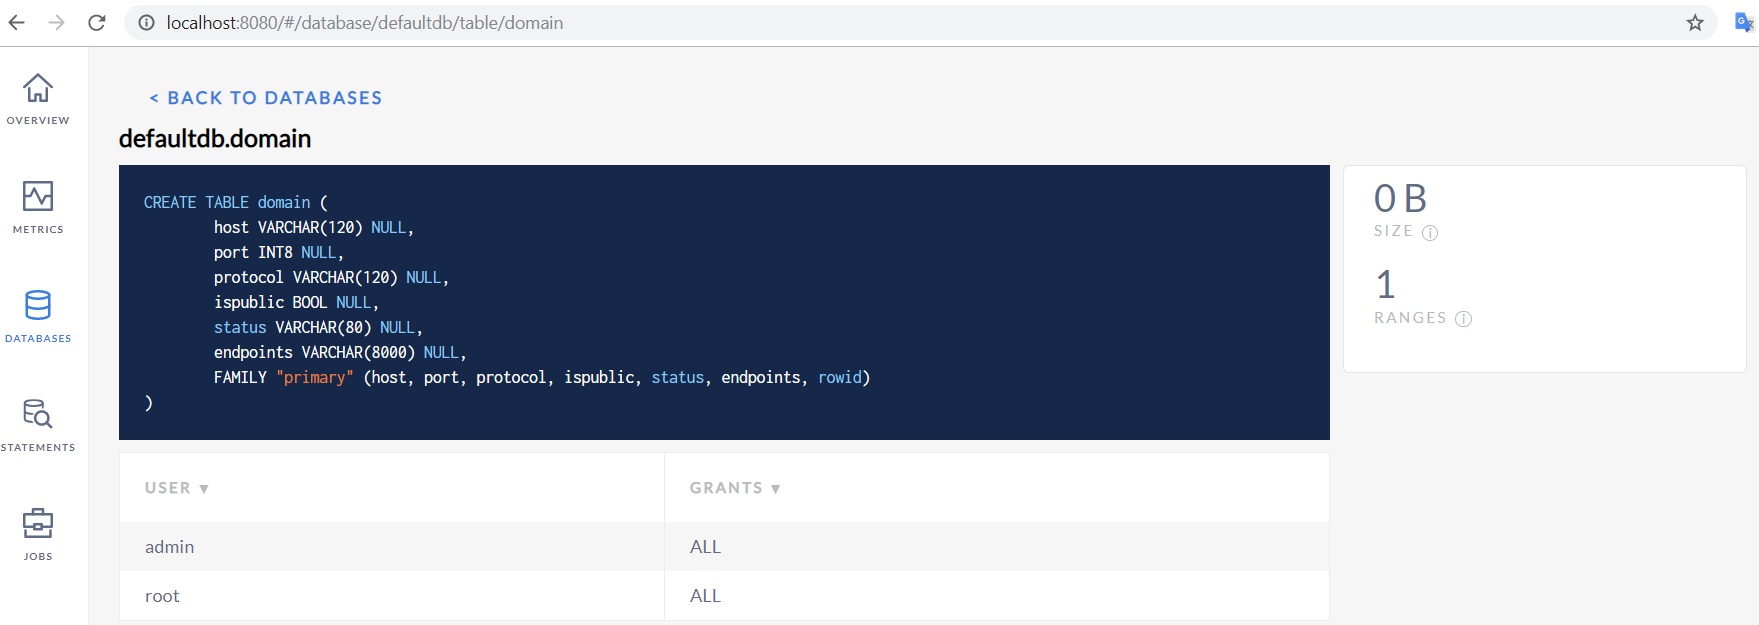 localhost:8080/#/database/defaultdb/table/domain
OVERVIEW
METRICS
DATABASES
STATEMENTS
JOBS
< BACK TO DATABASES
defaultdb.domain
CREATE TABLE domain (
host VARCHAR(120) NULL,
port INT8 NULL,
protocol VARCHAR(120) NULL,
ispublic BOOL NULL,
status VARCHAR(80) NULL,
endpoints VARCHAR(8000) NULL,
FAMILY "primary" (host, port, protocol, ispublic, status, endpoints, rowid)
)
0 B
SIZE
1
RANGES
USER ▼ GRANTS ▼
admin ALL
root ALL